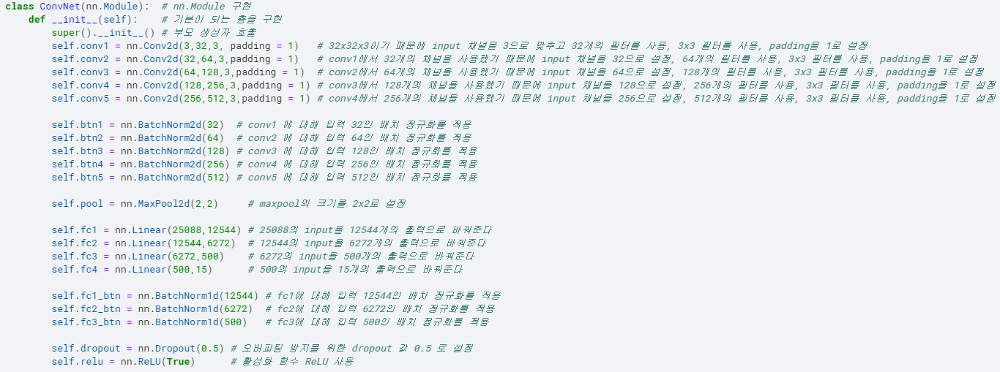 class ConvNet(nn.Module):  # nn.Module 구현
    def __init__(self):    # 기본이 되는 층을 구현
        super().__init__() # 부모 생성자 호출
        self.conv1 = nn.Conv2d(3,32,3, padding = 1)   # 32x32x3이기 때문에 input 채널을 3으로 맞추고 32개의 필터를 사용, 3x3 필터를 사용, padding을 1로 설정
        self.conv2 = nn.Conv2d(32,64,3,padding = 1)   # conv1에서 32개의 채널을 사용했기 때문에 input 채널을 32으로 설정, 64개의 필터를 사용, 3x3 필터를 사용, padding을 1로 설정
        self.conv3 = nn.Conv2d(64,128,3,padding = 1)  # conv2에서 64개의 채널을 사용했기 때문에 input 채널을 64으로 설정, 128개의 필터를 사용, 3x3 필터를 사용, padding을 1로 설정
        self.conv4 = nn.Conv2d(128,256,3,padding = 1) # conv3에서 128개의 채널을 사용했기 때문에 input 채널을 128으로 설정, 256개의 필터를 사용, 3x3 필터를 사용, padding을 1로 설정
        self.conv5 = nn.Conv2d(256,512,3,padding = 1) # conv4에서 256개의 채널을 사용했기 때문에 input 채널을 256으로 설정, 512개의 필터를 사용, 3x3 필터를 사용, padding을 1로 설정
        self.btn1 = nn.BatchNorm2d(32)  # conv1 에 대해 입력 32인 배치 정규화를 적용
        self.btn2 = nn.BatchNorm2d(64)  # conv2 에 대해 입력 64인 배치 정규화를 적용
        self.btn3 = nn.BatchNorm2d(128) # conv3 에 대해 입력 128인 배치 정규화를 적용
        self.btn4 = nn.BatchNorm2d(256) # conv4 에 대해 입력 256인 배치 정규화를 적용
        self.btn5 = nn.BatchNorm2d(512) # conv5 에 대해 입력 512인 배치 정규화를 적용
        self.pool = nn.MaxPool2d(2,2)     # maxpool의 크기를 2x2로 설정
        self.fc1 = nn.Linear(25088,12544) # 25088의 input을 12544개의 출력으로 바꿔준다
        self.fc2 = nn.Linear(12544,6272)  # 12544의 input을 6272개의 출력으로 바꿔준다
        self.fc3 = nn.Linear(6272,500)    # 6272의 input을 500개의 출력으로 바꿔준다
        self.fc4 = nn.Linear(500,15)      # 500의 input을 15개의 출력으로 바꿔준다
        self.fc1_btn = nn.BatchNorm1d(12544) # fc1에 대해 입력 12544인 배치 정규화를 적용
        self.fc2_btn = nn.BatchNorm1d(6272)  # fc2에 대해 입력 6272인 배치 정규화를 적용
        self.fc3_btn = nn.BatchNorm1d(500)   # fc3에 대해 입력 500인 배치 정규화를 적용
        self.dropout = nn.Dropout(0.5) # 오버피팅 방지를 위한 dropout 값 0.5 로 설정
        self.relu = nn.ReLU(True)      # 활성화 함수 ReLU 사용